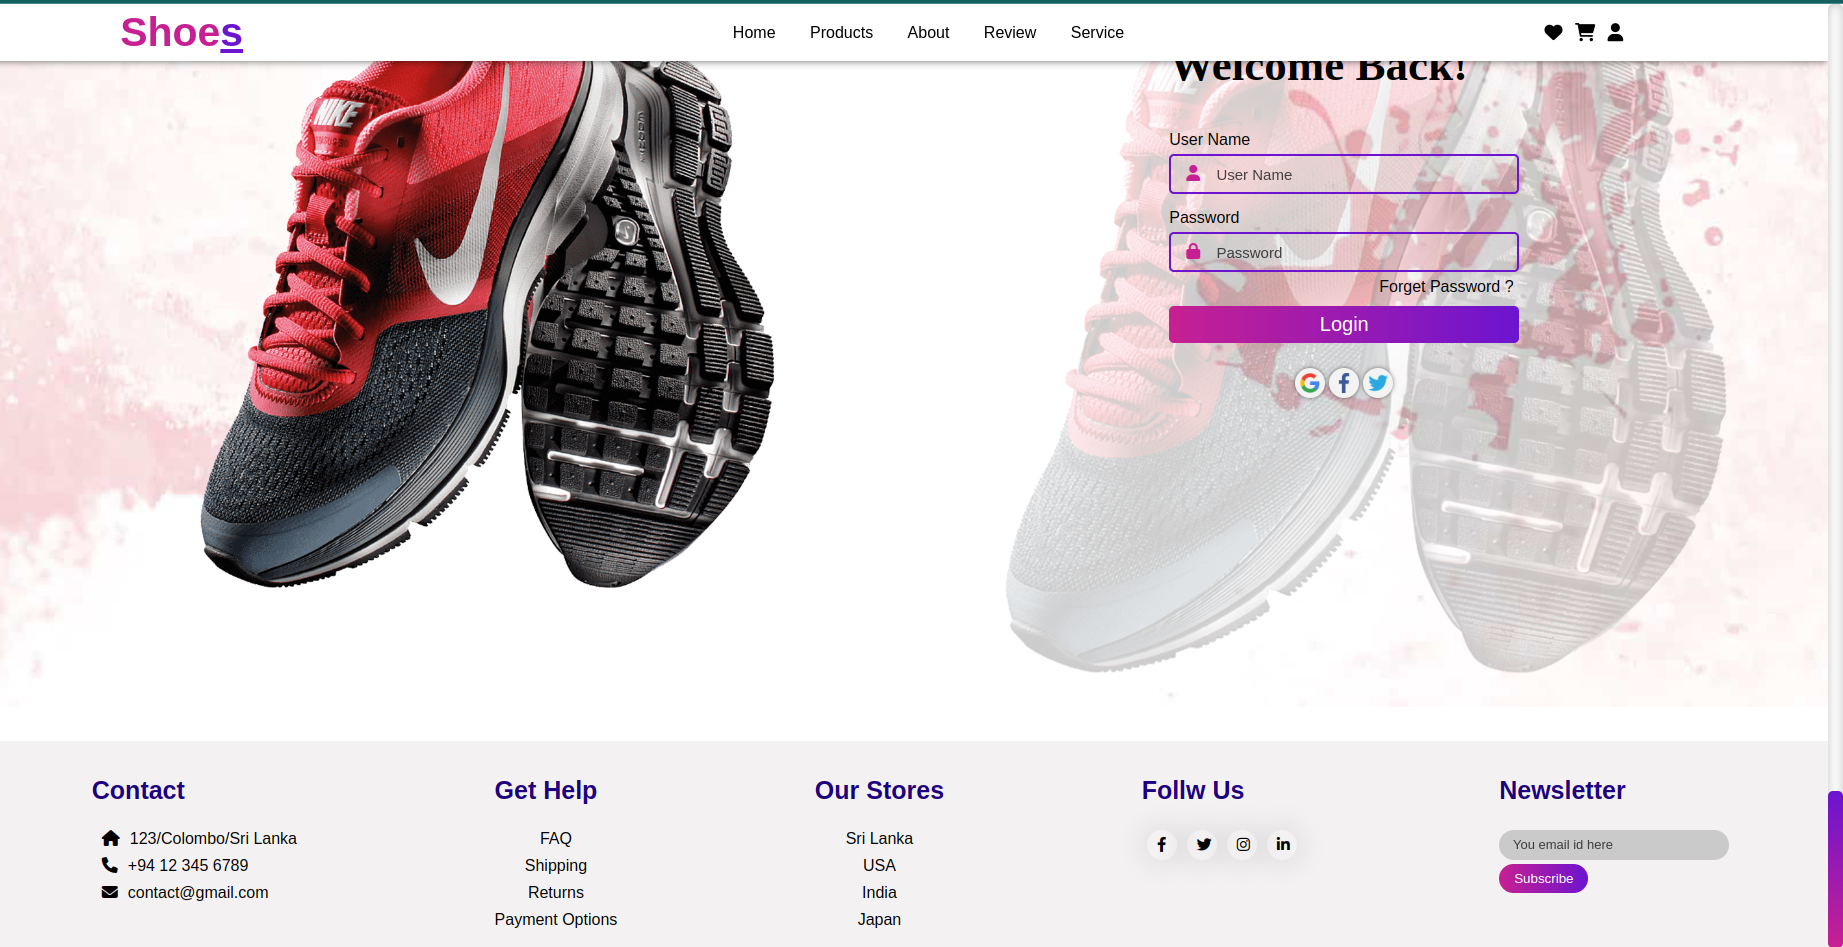 Shoes
Home Products About Review Service
Welcome Back!
NIKE
User Name
User Name
Password
Password
Forget Password ?
Login
Contact
123/Colombo/Sri Lanka
+94 12 345 6789
contact@gmail.com
Get Help
FAQ
Shipping
Returns
Payment Options
Our Stores
Sri Lanka
USA
India
Japan
Follw Us
Newsletter
You email id here
Subscribe